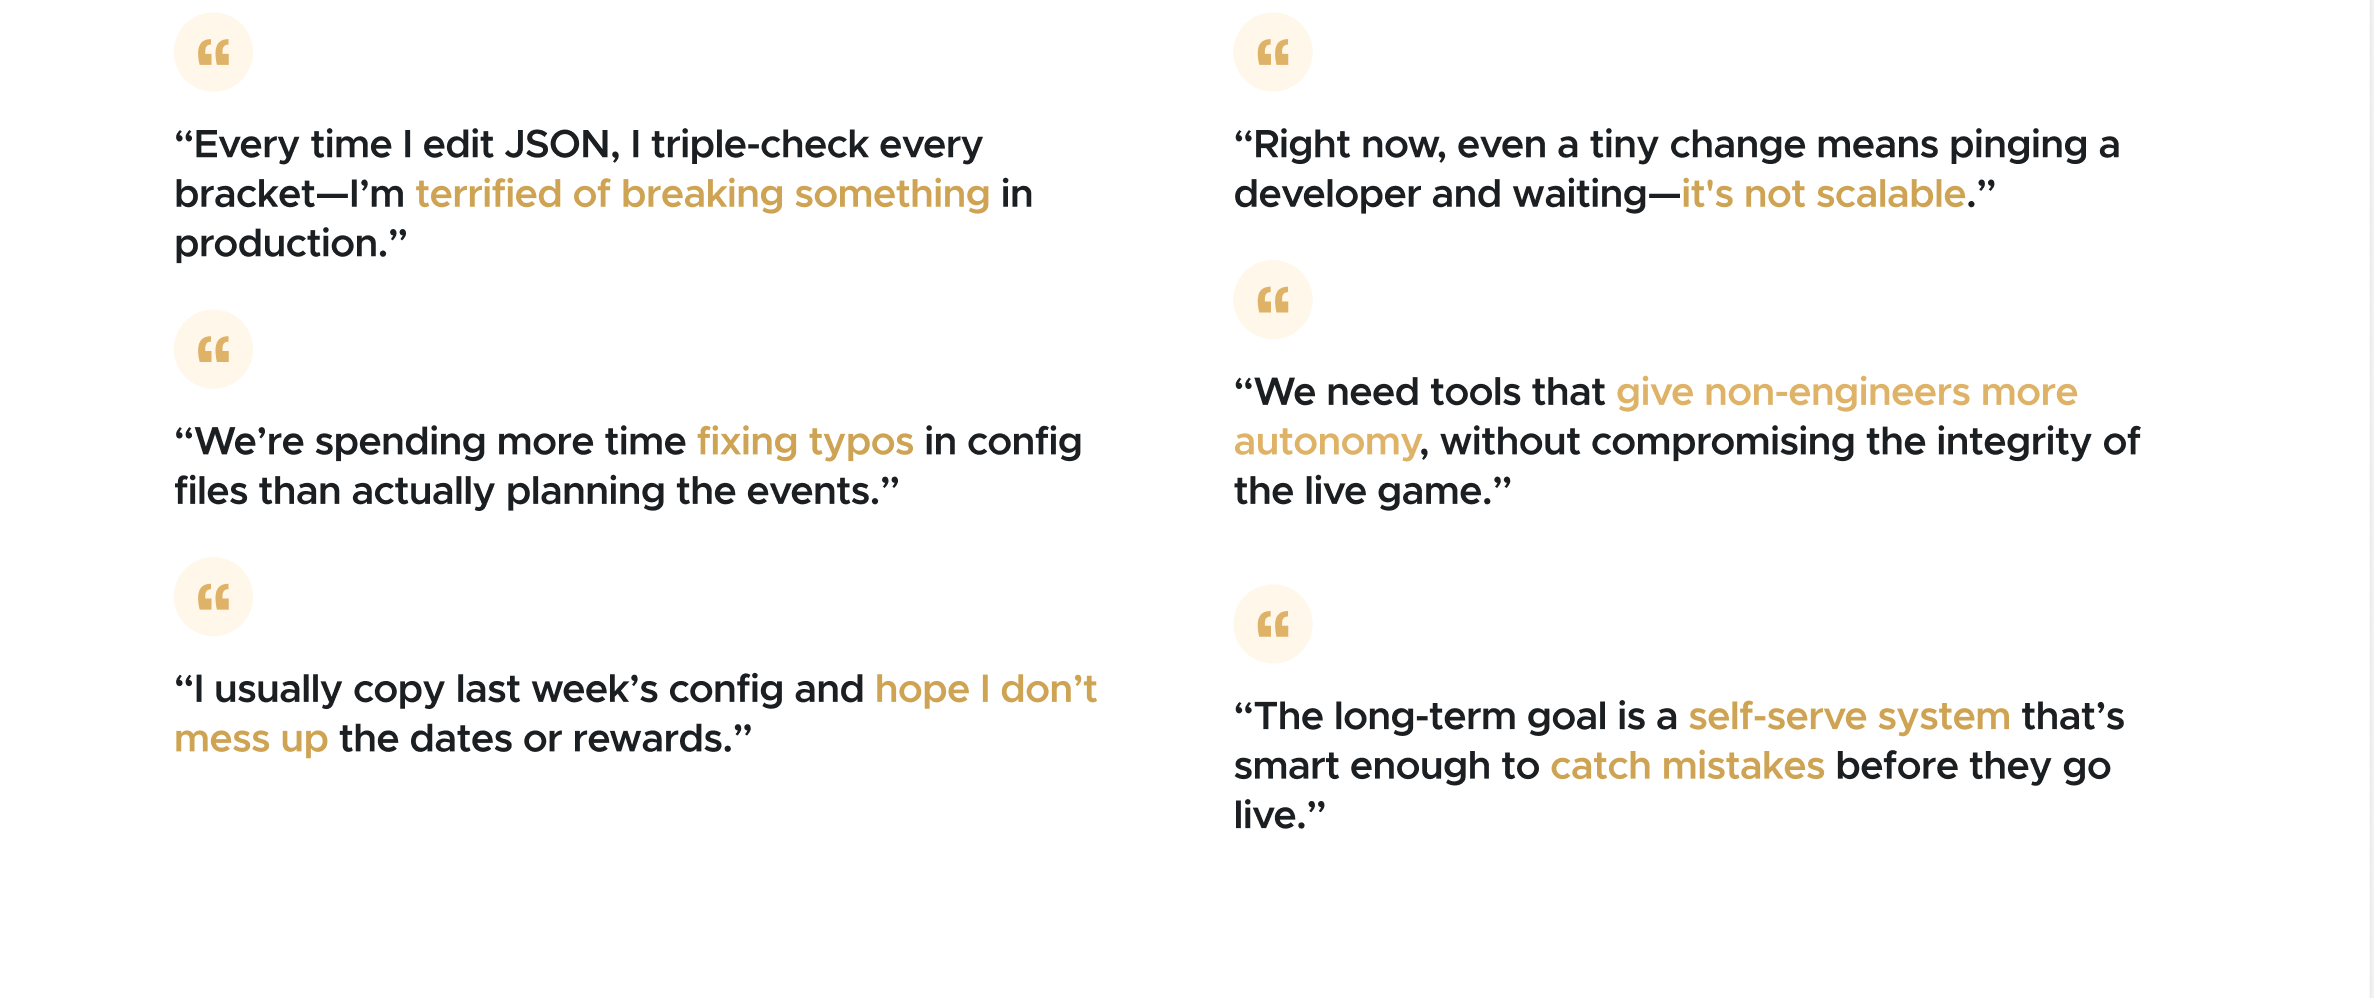 “Every time I edit JSON, I triple-check every
bracket—I’m terrified of breaking something in
production.”
“We’re spending more time fixing typos in config
files than actually planning the events.”
“I usually copy last week’s config and hope I don’t
mess up the dates or rewards.”
“Right now, even a tiny change means pinging a
developer and waiting—it's not scalable.”
“We need tools that give non-engineers more
autonomy, without compromising the integrity of
the live game.”
“The long-term goal is a self-serve system that’s
smart enough to catch mistakes before they go
live.”